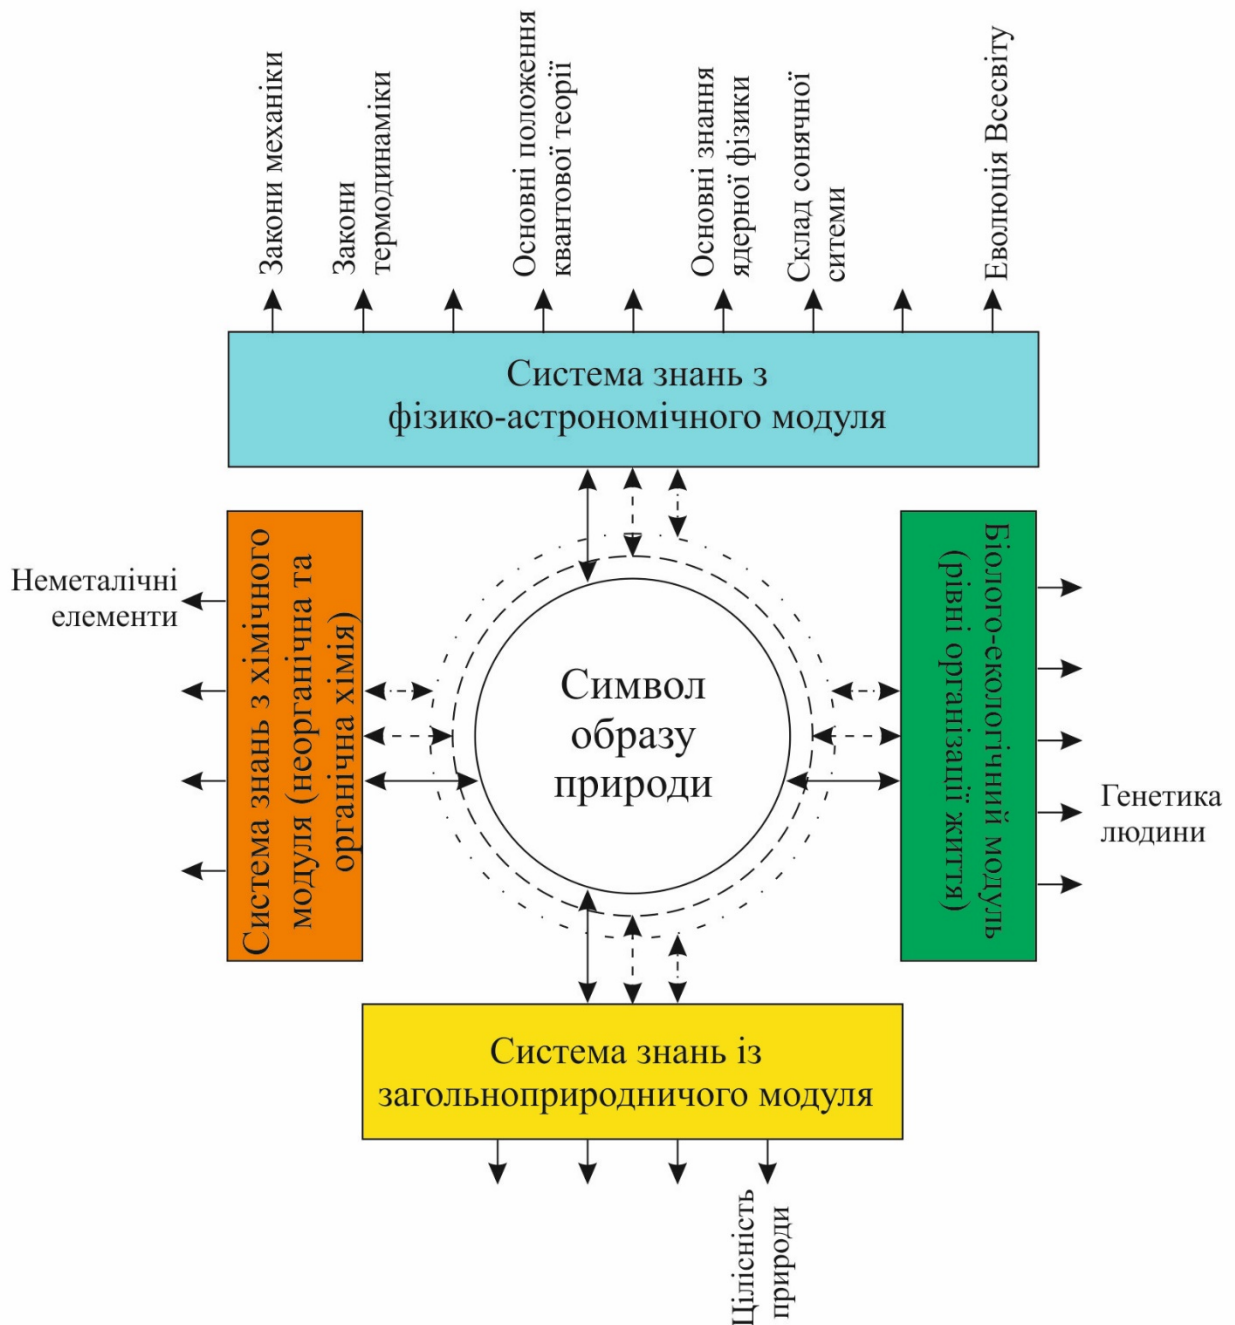 Закони механіки
Закони
термодинаміки
Основні положення
квантової теорії
Основні знання
ядерної фізики
Склад сонячної
ситеми
Еволюція Всесвіту
Система знань з
фізико-астрономічного модуля
Неметалічні
елементи
Система знань з хімічного
модуля (неорганічна та
органічна хімія)
Символ
образу
природи
Біолого-екологічний модуль
(рівні організації життя)
Генетика
людини
Система знань із
загольноприродничого модуля
Цілісність
природи